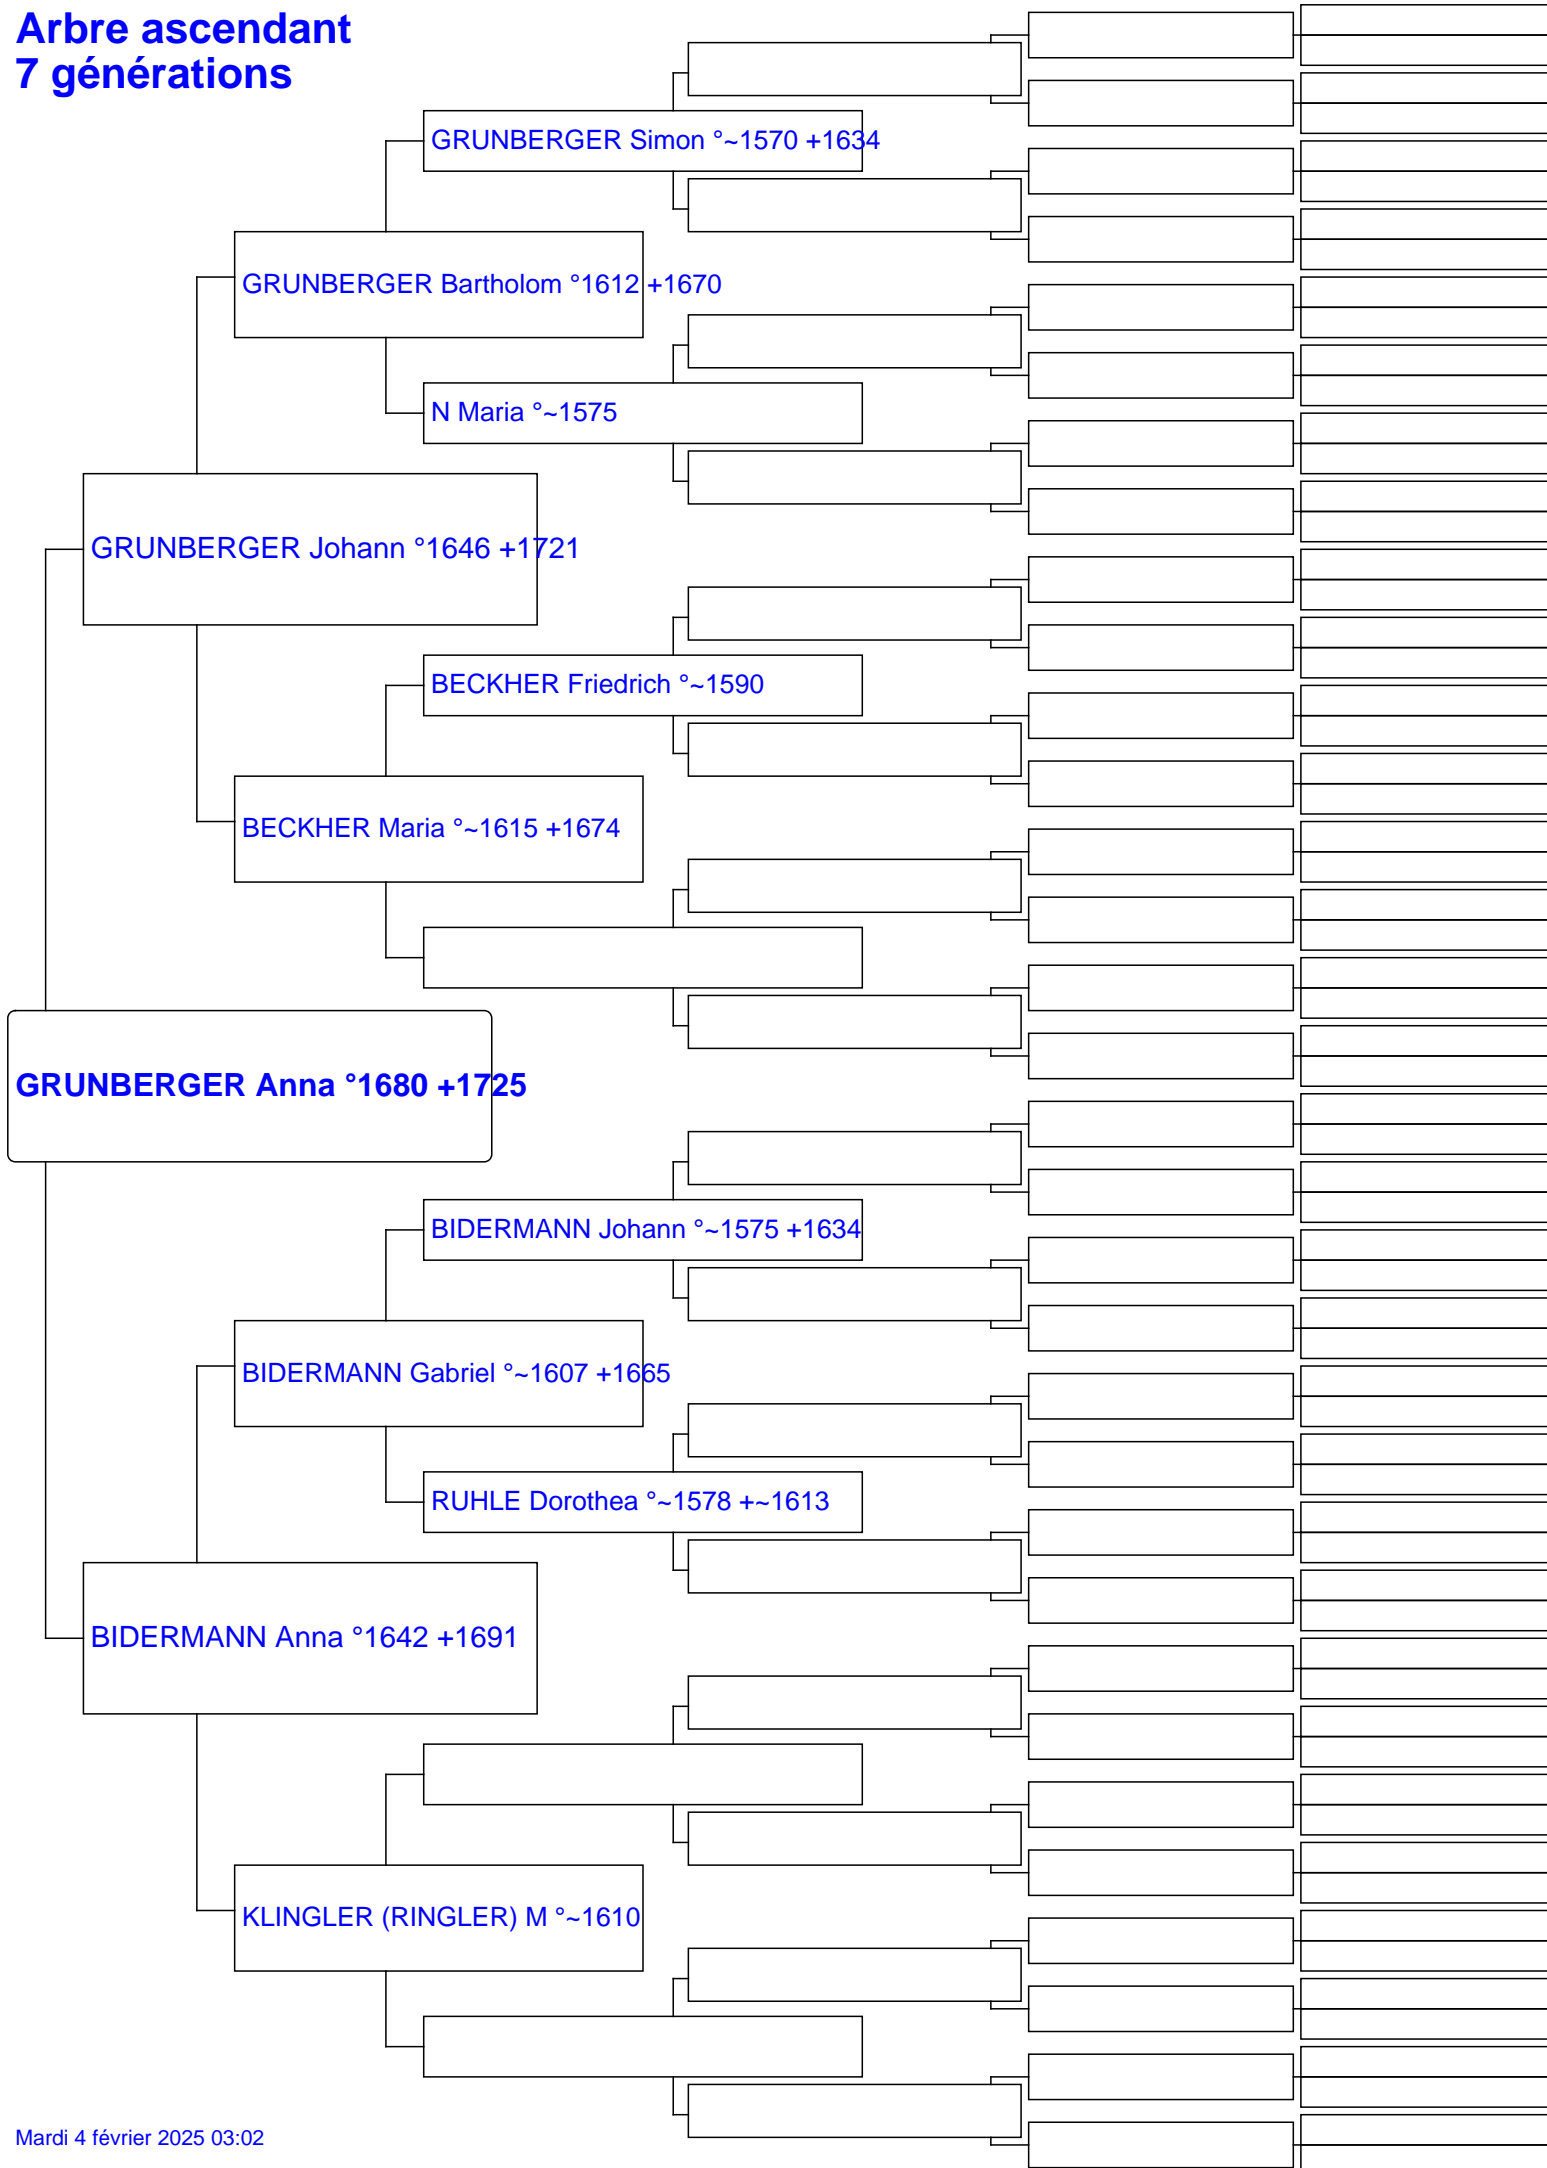 Arbre ascendant
7 générations
GRUNBERGER Simon °~1570 +1634
GRUNBERGER Bartholom °1612 +1670
N Maria °~1575
GRUNBERGER Johann °1646 +1721
BECKHER Friedrich °~1590
BECKHER Maria °~1615 +1674
GRUNBERGER Anna °1680 +1725
BIDERMANN Johann °~1575 +1634
BIDERMANN Gabriel °~1607 +1665
RUHLE Dorothea °~1578 +~1613
BIDERMANN Anna °1642 +1691
KLINGLER (RINGLER) M °~1610
Mardi 4 février 2025 03:02